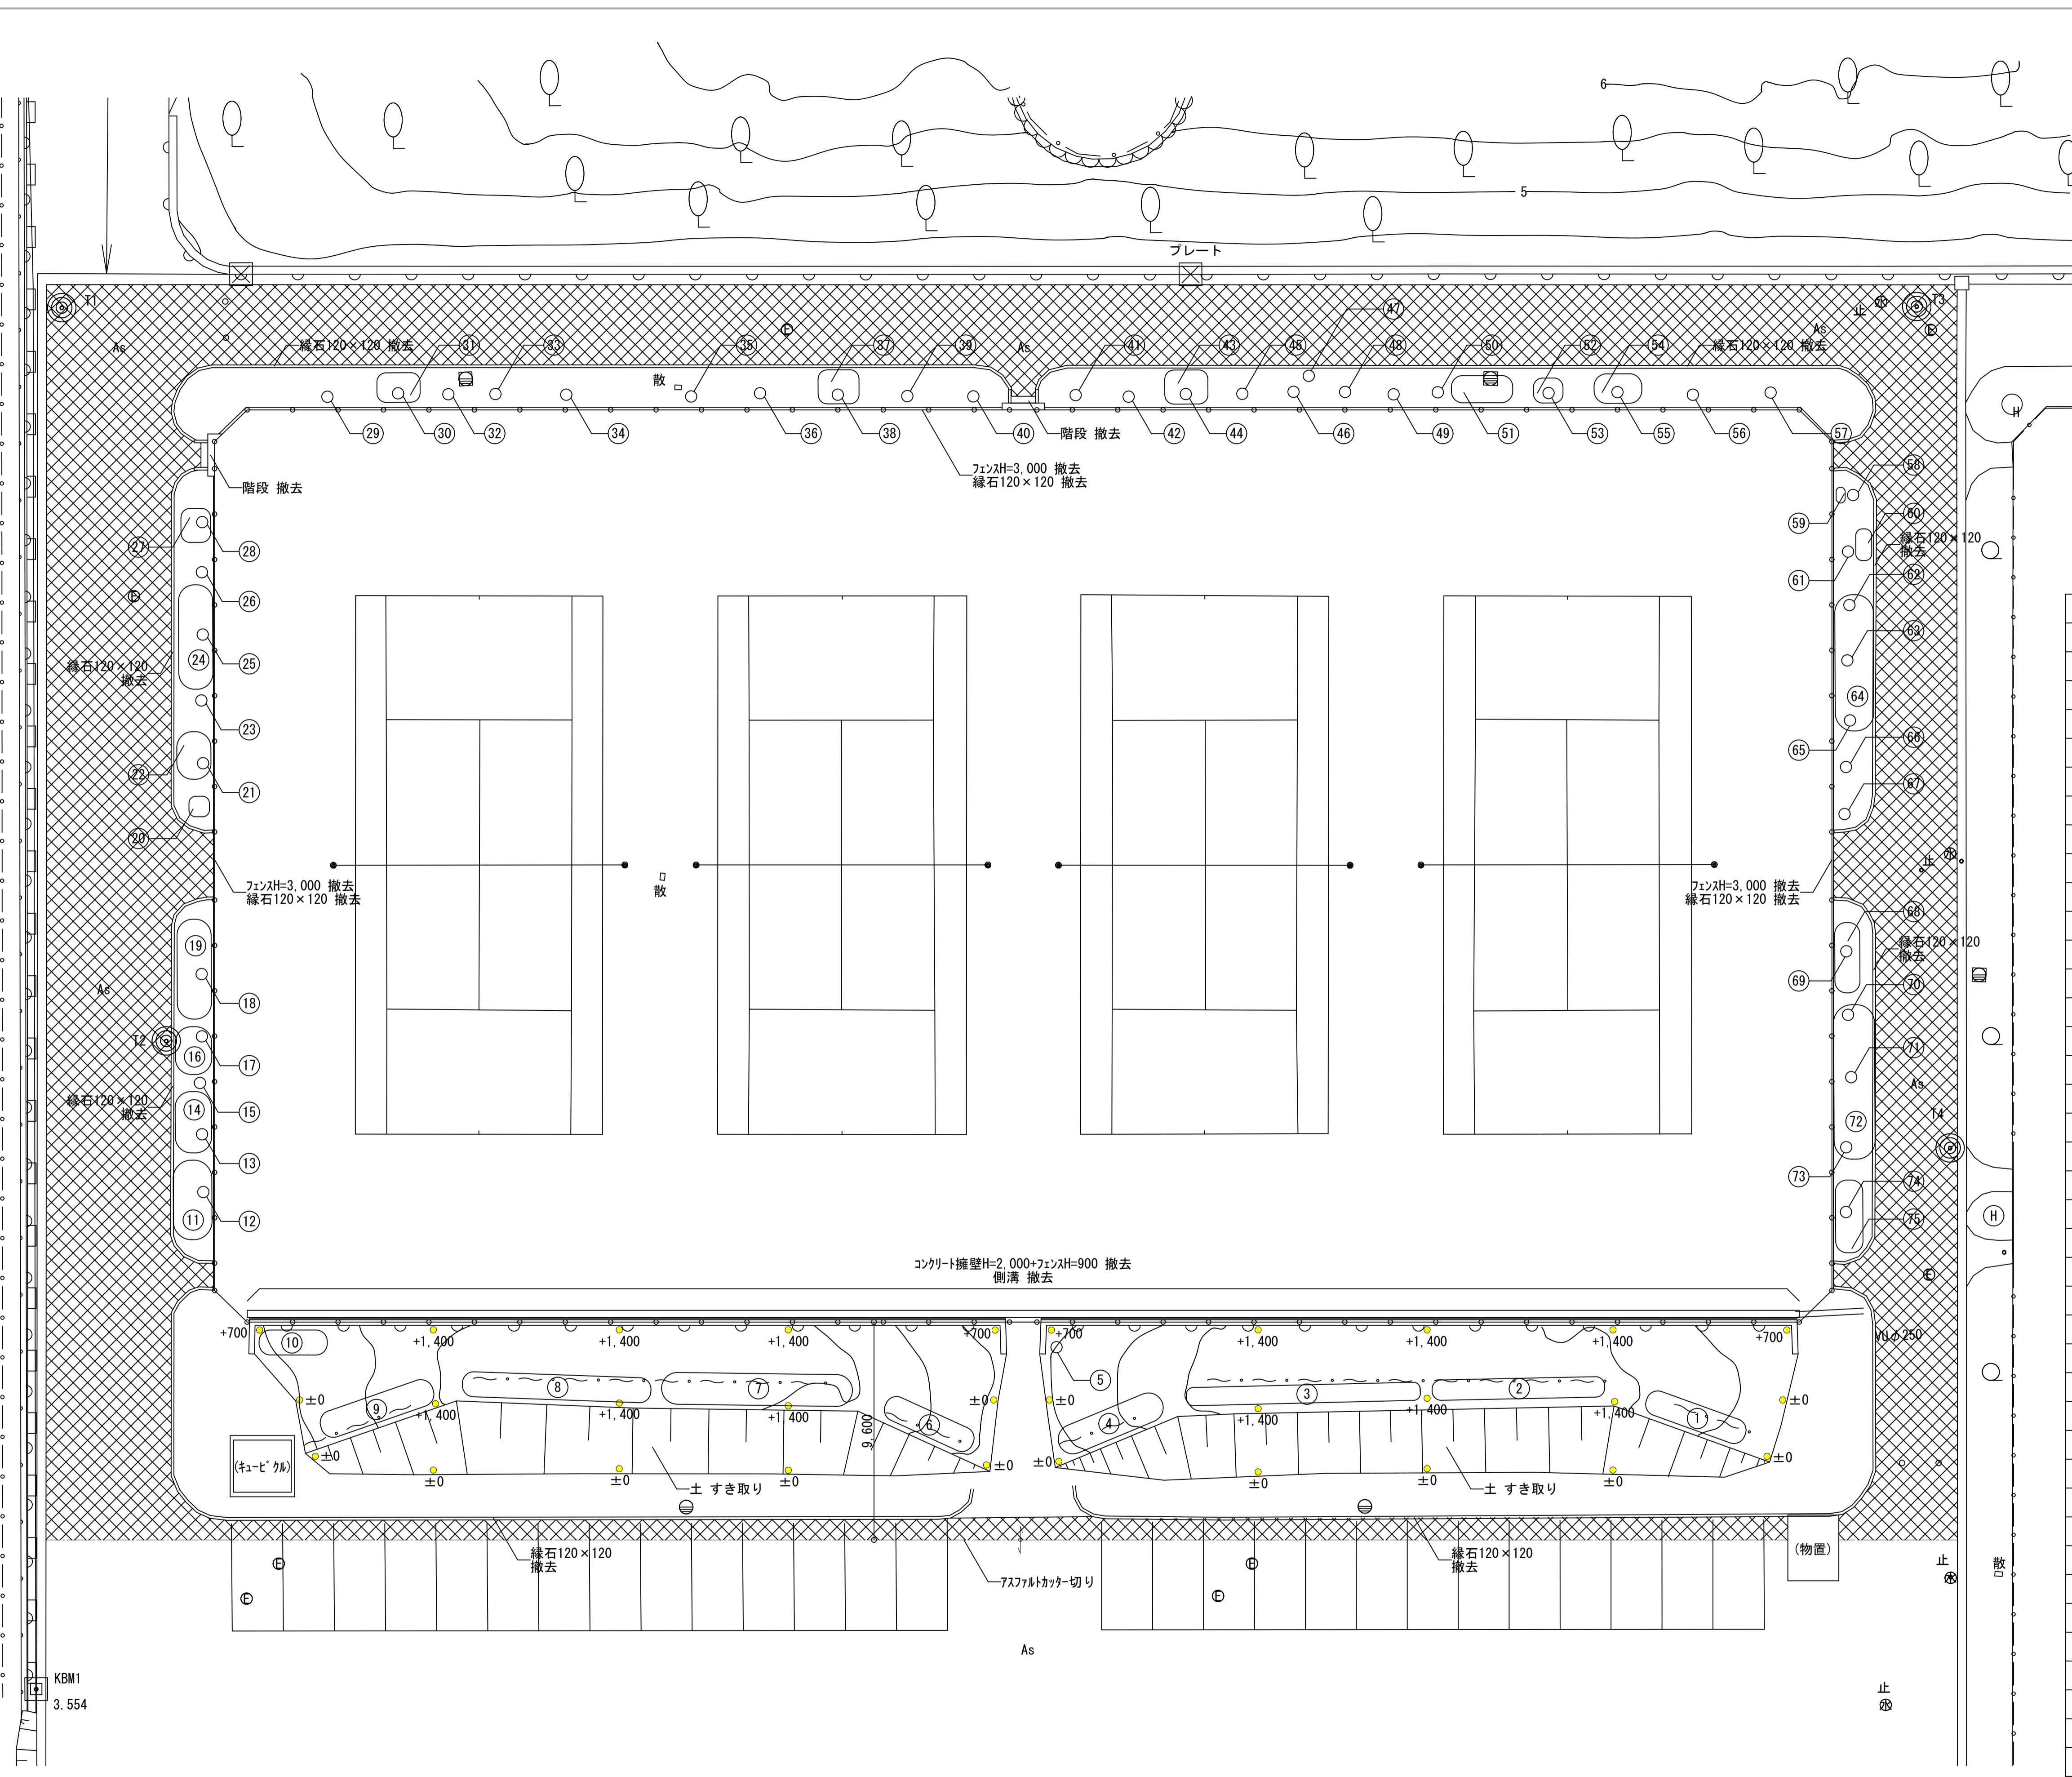 6
5
プレート
T1
T3
止 水
As
As
As
E
E
縁石120×120 撤去
縁石120×120 撤去
31
33
35
37
39
41
43
45
47
48
50
52
54
散
29
30
32
34
36
38
40
42
44
46
49
51
53
55
56
57
H
階段 撤去
階段 撤去
フェンスH=3,000 撤去
縁石120×120 撤去
27
28
26
E
24
25
縁石120×120
撤去
23
22
21
20
58
59
60
縁石120×120
撤去
61
62
63
64
65
66
67
止 水
フェンスH=3,000 撤去
縁石120×120 撤去
散
フェンスH=3,000 撤去
縁石120×120 撤去
19
18
As
T2
16
17
縁石120×120
撤去
14
15
13
11
12
68
縁石120×120
撤去
69
70
71
As
72
T4
73
74
75
H
E
コンクリート擁壁H=2,000+フェンスH=900 撤去
側溝 撤去
+700
10
+1,400
+1,400
+1,400
+700
+700
+1,400
+1,400
+1,400
+700
VUφ250
5
±0
9
8
7
6
±0
±0
4
3
2
1
±0
+1,400
+1,400
+1,400
+1,400
+1,400
+1,400
9,600
(キュービクル)
±0
±0
±0
±0
±0
±0
±0
±0
±0
±0
土 すき取り
土 すき取り
縁石120×120
撤去
縁石120×120
撤去
アスファルトカッター切り
(物置)
E
E
E
E
止
水
散
As
KBM1
3.554
止
水